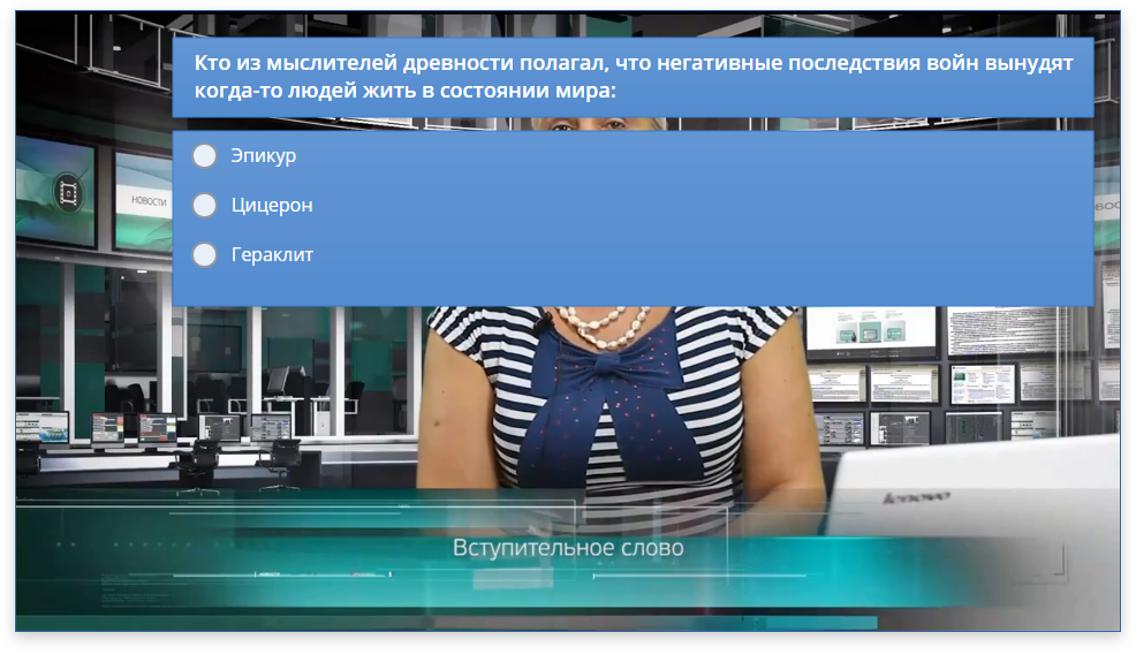 Кто из мыслителей древности полагал, что негативные последствия войн вынудят
когда-то людей жить в состоянии мира:
Эпикур
Цицерон
Гераклит
НОВОСТИ
lenovo
Вступительное слово